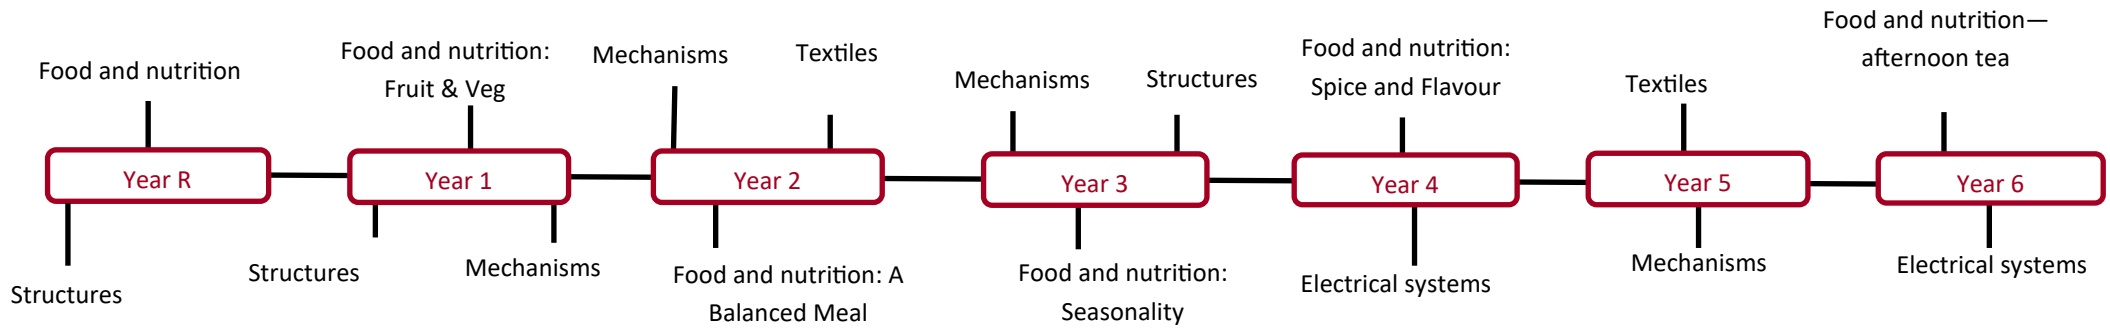 Food and nutrition
Year R
Structures
Food and nutrition:
Fruit & Veg
Year 1
Structures
Mechanisms
Mechanisms
Textiles
Year 2
Food and nutrition: A
Balanced Meal
Mechanisms
Structures
Year 3
Food and nutrition:
Seasonality
Food and nutrition:
Spice and Flavour
Year 4
Electrical systems
Textiles
Year 5
Mechanisms
Food and nutrition—
afternoon tea
Year 6
Electrical systems